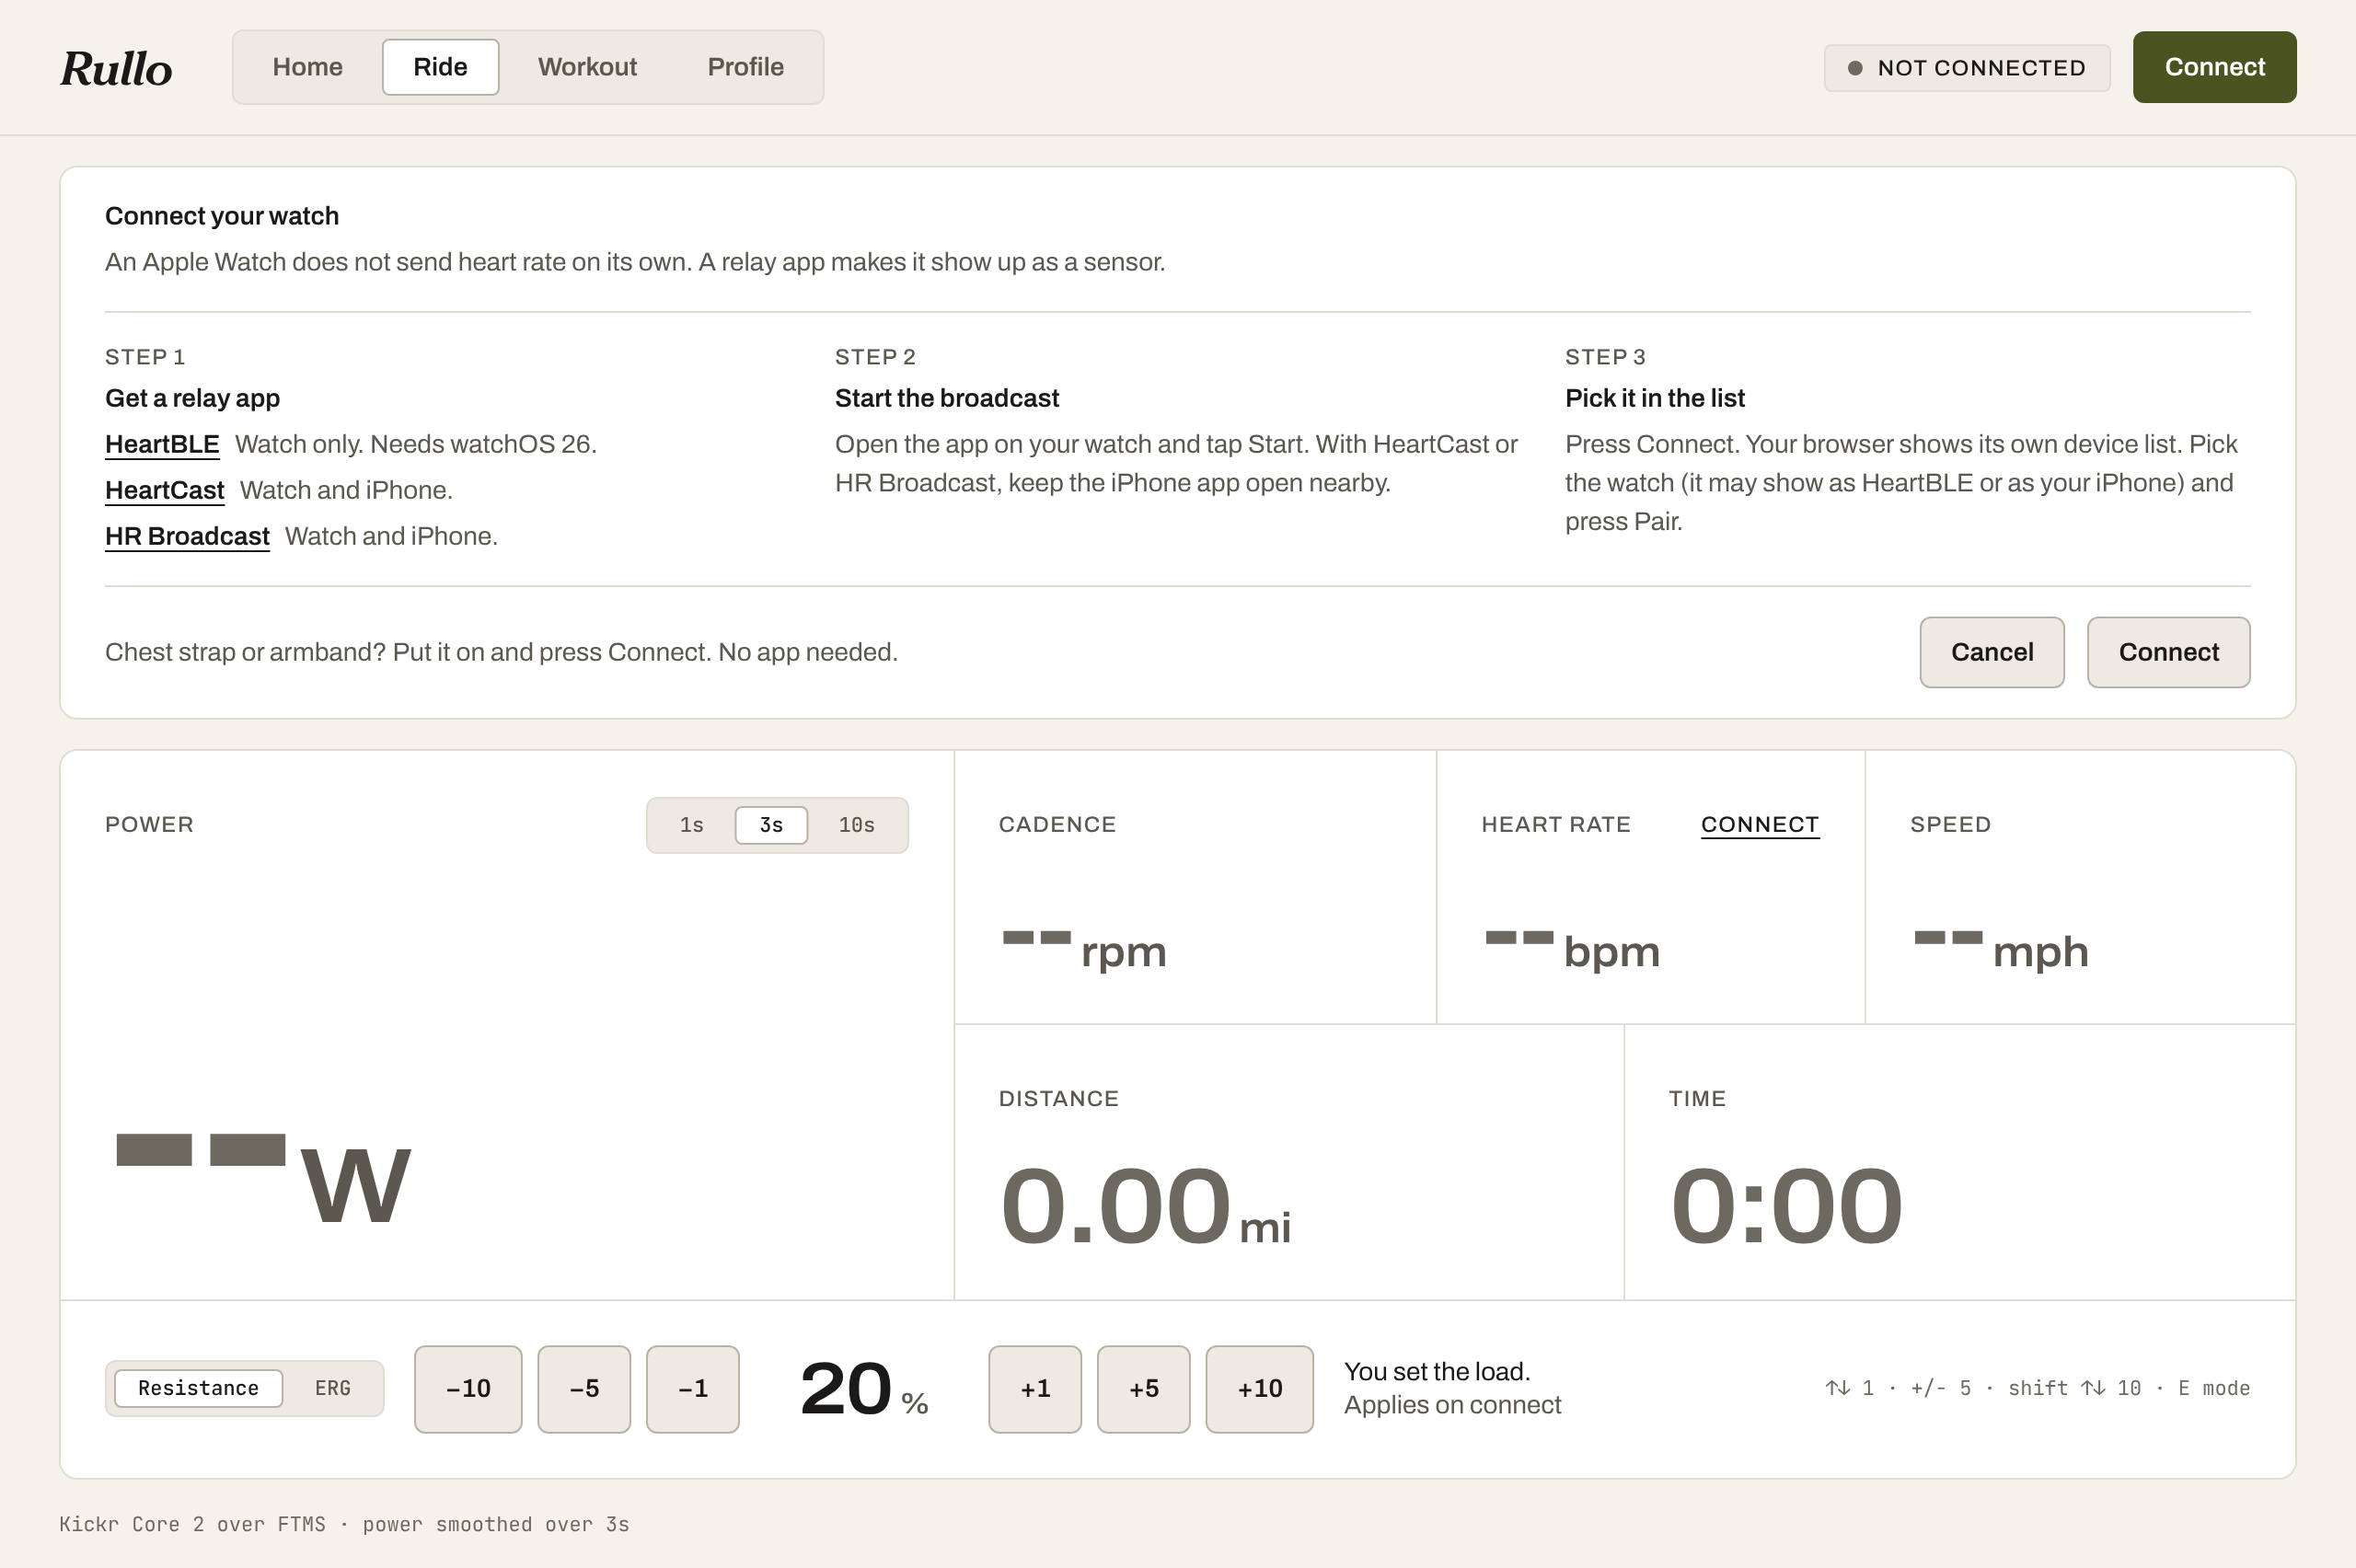 Rullo
Home
Ride
Workout
Profile
NOT CONNECTED
Connect
Connect your watch
An Apple Watch does not send heart rate on its own. A relay app makes it show up as a sensor.
STEP 1
Get a relay app
HeartBLE Watch only. Needs watchOS 26.
HeartCast Watch and iPhone.
HR Broadcast Watch and iPhone.
STEP 2
Start the broadcast
Open the app on your watch and tap Start. With HeartCast or
HR Broadcast, keep the iPhone app open nearby.
STEP 3
Pick it in the list
Press Connect. Your browser shows its own device list. Pick
the watch (it may show as HeartBLE or as your iPhone) and
press Pair.
Chest strap or armband? Put it on and press Connect. No app needed.
Cancel
Connect
POWER
1s
3s
10s
--W
CADENCE
--rpm
HEART RATE
CONNECT
--bpm
SPEED
--mph
DISTANCE
0.00mi
TIME
0:00
Resistance
ERG
−10
−5
−1
20 %
+1
+5
+10
You set the load.
Applies on connect
↑↓ 1 · +/- 5 · shift ↑↓ 10 · E mode
Kickr Core 2 over FTMS · power smoothed over 3s